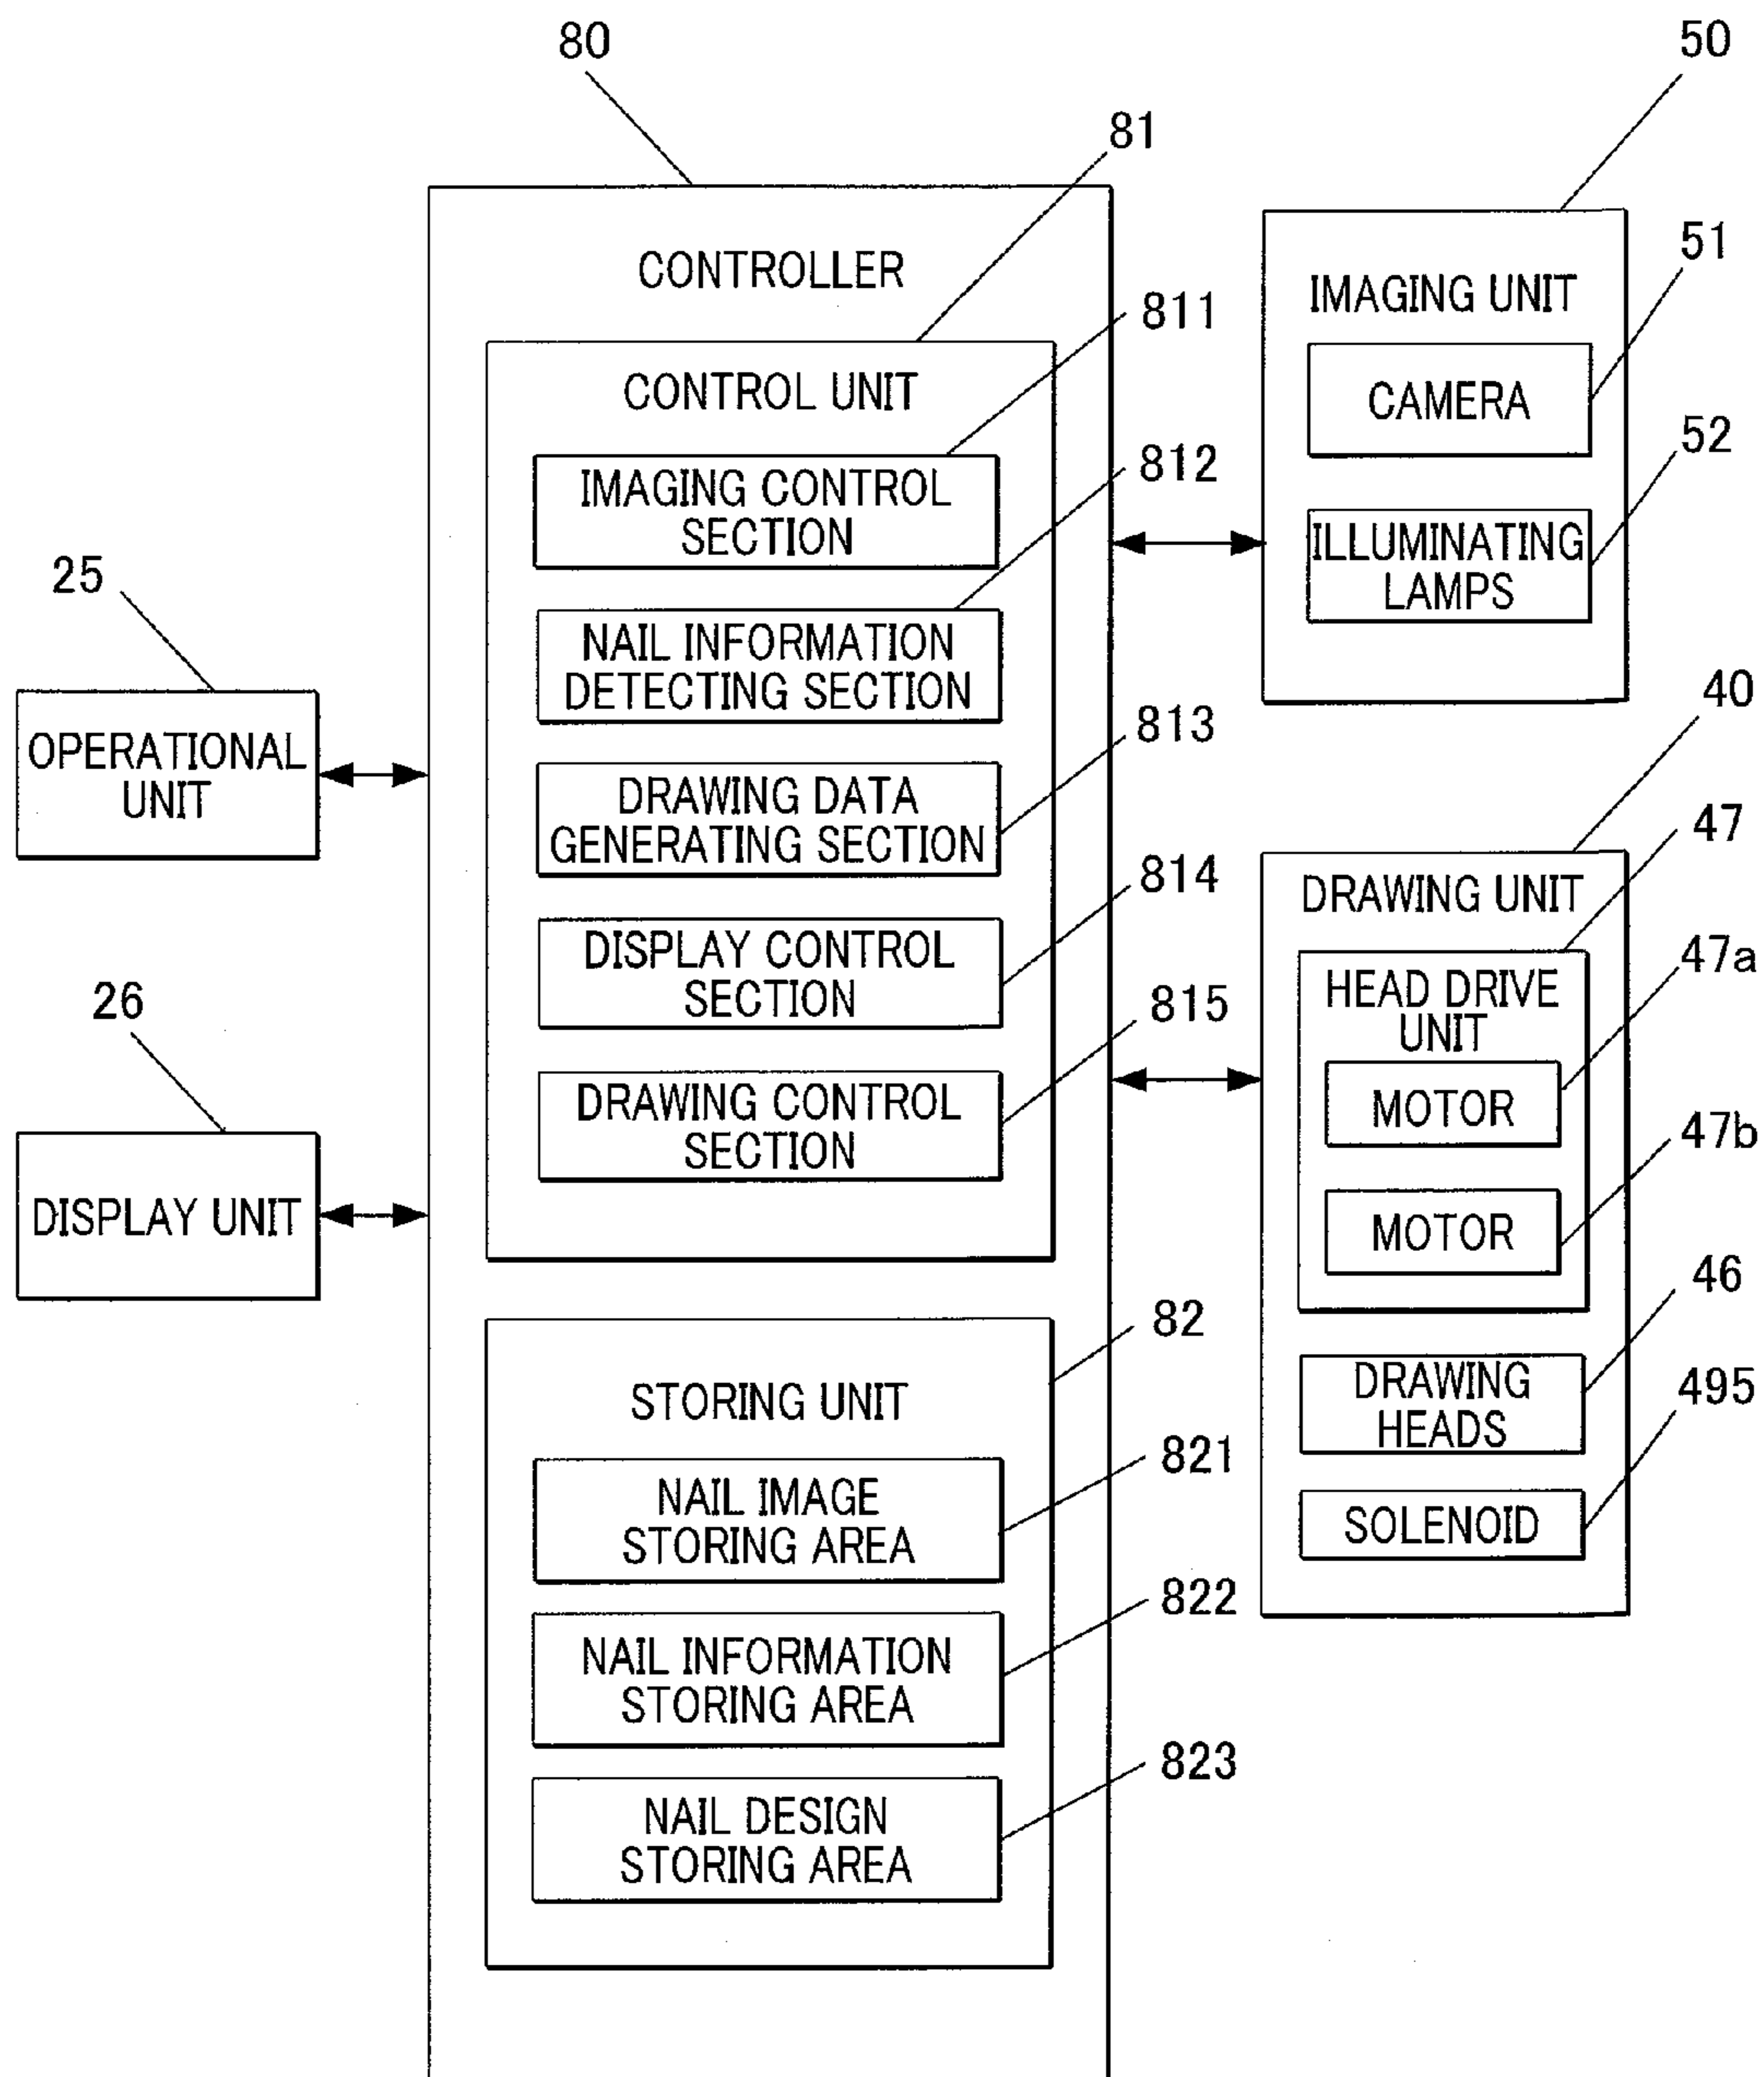 80
50
81
51
CONTROLLER
IMAGING UNIT
811
CONTROL UNIT
CAMERA
52
812
IMAGING CONTROL
SECTION
ILLUMINATING
LAMPS
25
NAIL INFORMATION
DETECTING SECTION
40
813
OPERATIONAL
UNIT
47
DRAWING DATA
GENERATING SECTION
DRAWING UNIT
814
47a
DISPLAY CONTROL
SECTION
HEAD DRIVE
UNIT
26
815
MOTOR
DRAWING CONTROL
SECTION
47b
DISPLAY UNIT
MOTOR
46
82
STORING UNIT
DRAWING
HEADS
495
821
NAIL IMAGE
STORING AREA
SOLENOID
822
NAIL INFORMATION
STORING AREA
823
NAIL DESIGN
STORING AREA